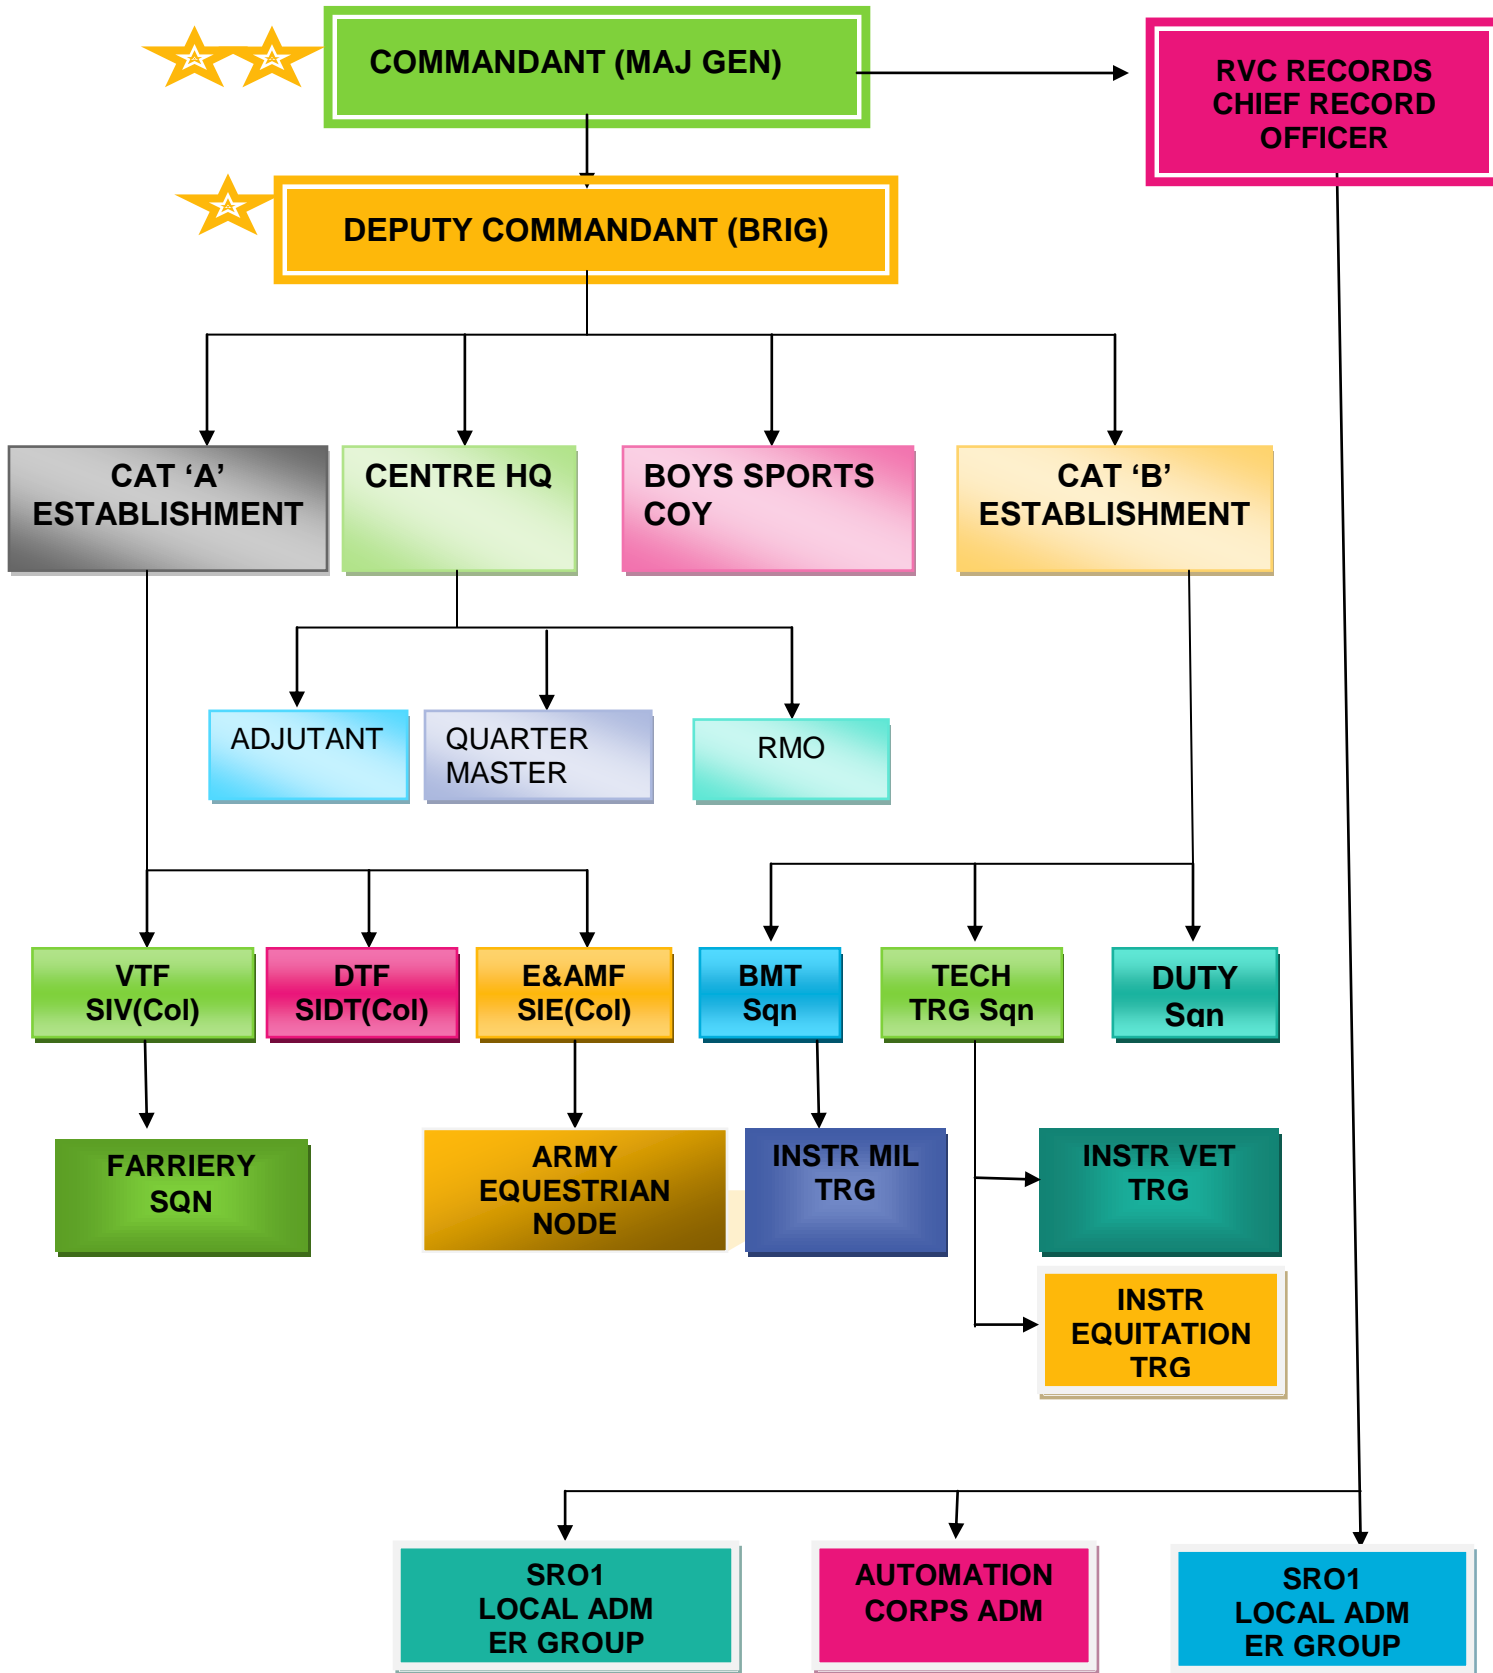 COMMANDANT (MAJ GEN)
RVC RECORDS
CHIEF RECORD
OFFICER
DEPUTY COMMANDANT (BRIG)
CAT ‘A’
ESTABLISHMENT
CENTRE HQ
BOYS SPORTS
COY
CAT ‘B’
ESTABLISHMENT
ADJUTANT
QUARTER
MASTER
RMO
VTF
SIV(Col)
DTF
SIDT(Col)
E&AMF
SIE(Col)
BMT
Sqn
TECH
TRG Sqn
DUTY
Sqn
FARRIERY
SQN
ARMY
EQUESTRIAN
NODE
INSTR MIL
TRG
INSTR VET
TRG
INSTR
EQUITATION
TRG
SRO1
LOCAL ADM
ER GROUP
AUTOMATION
CORPS ADM
SRO1
LOCAL ADM
ER GROUP